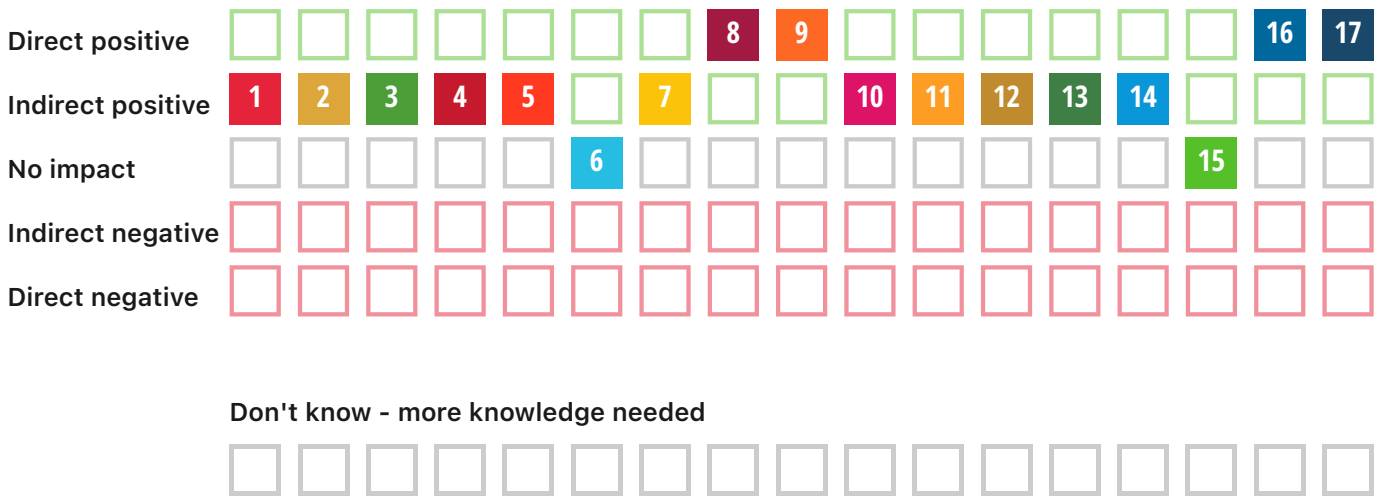 Direct positive 8 9 16 17
Indirect positive 1 2 3 4 5 7 10 11 12 13 14
No impact 6 15
Indirect negative
Direct negative
Don't know - more knowledge needed